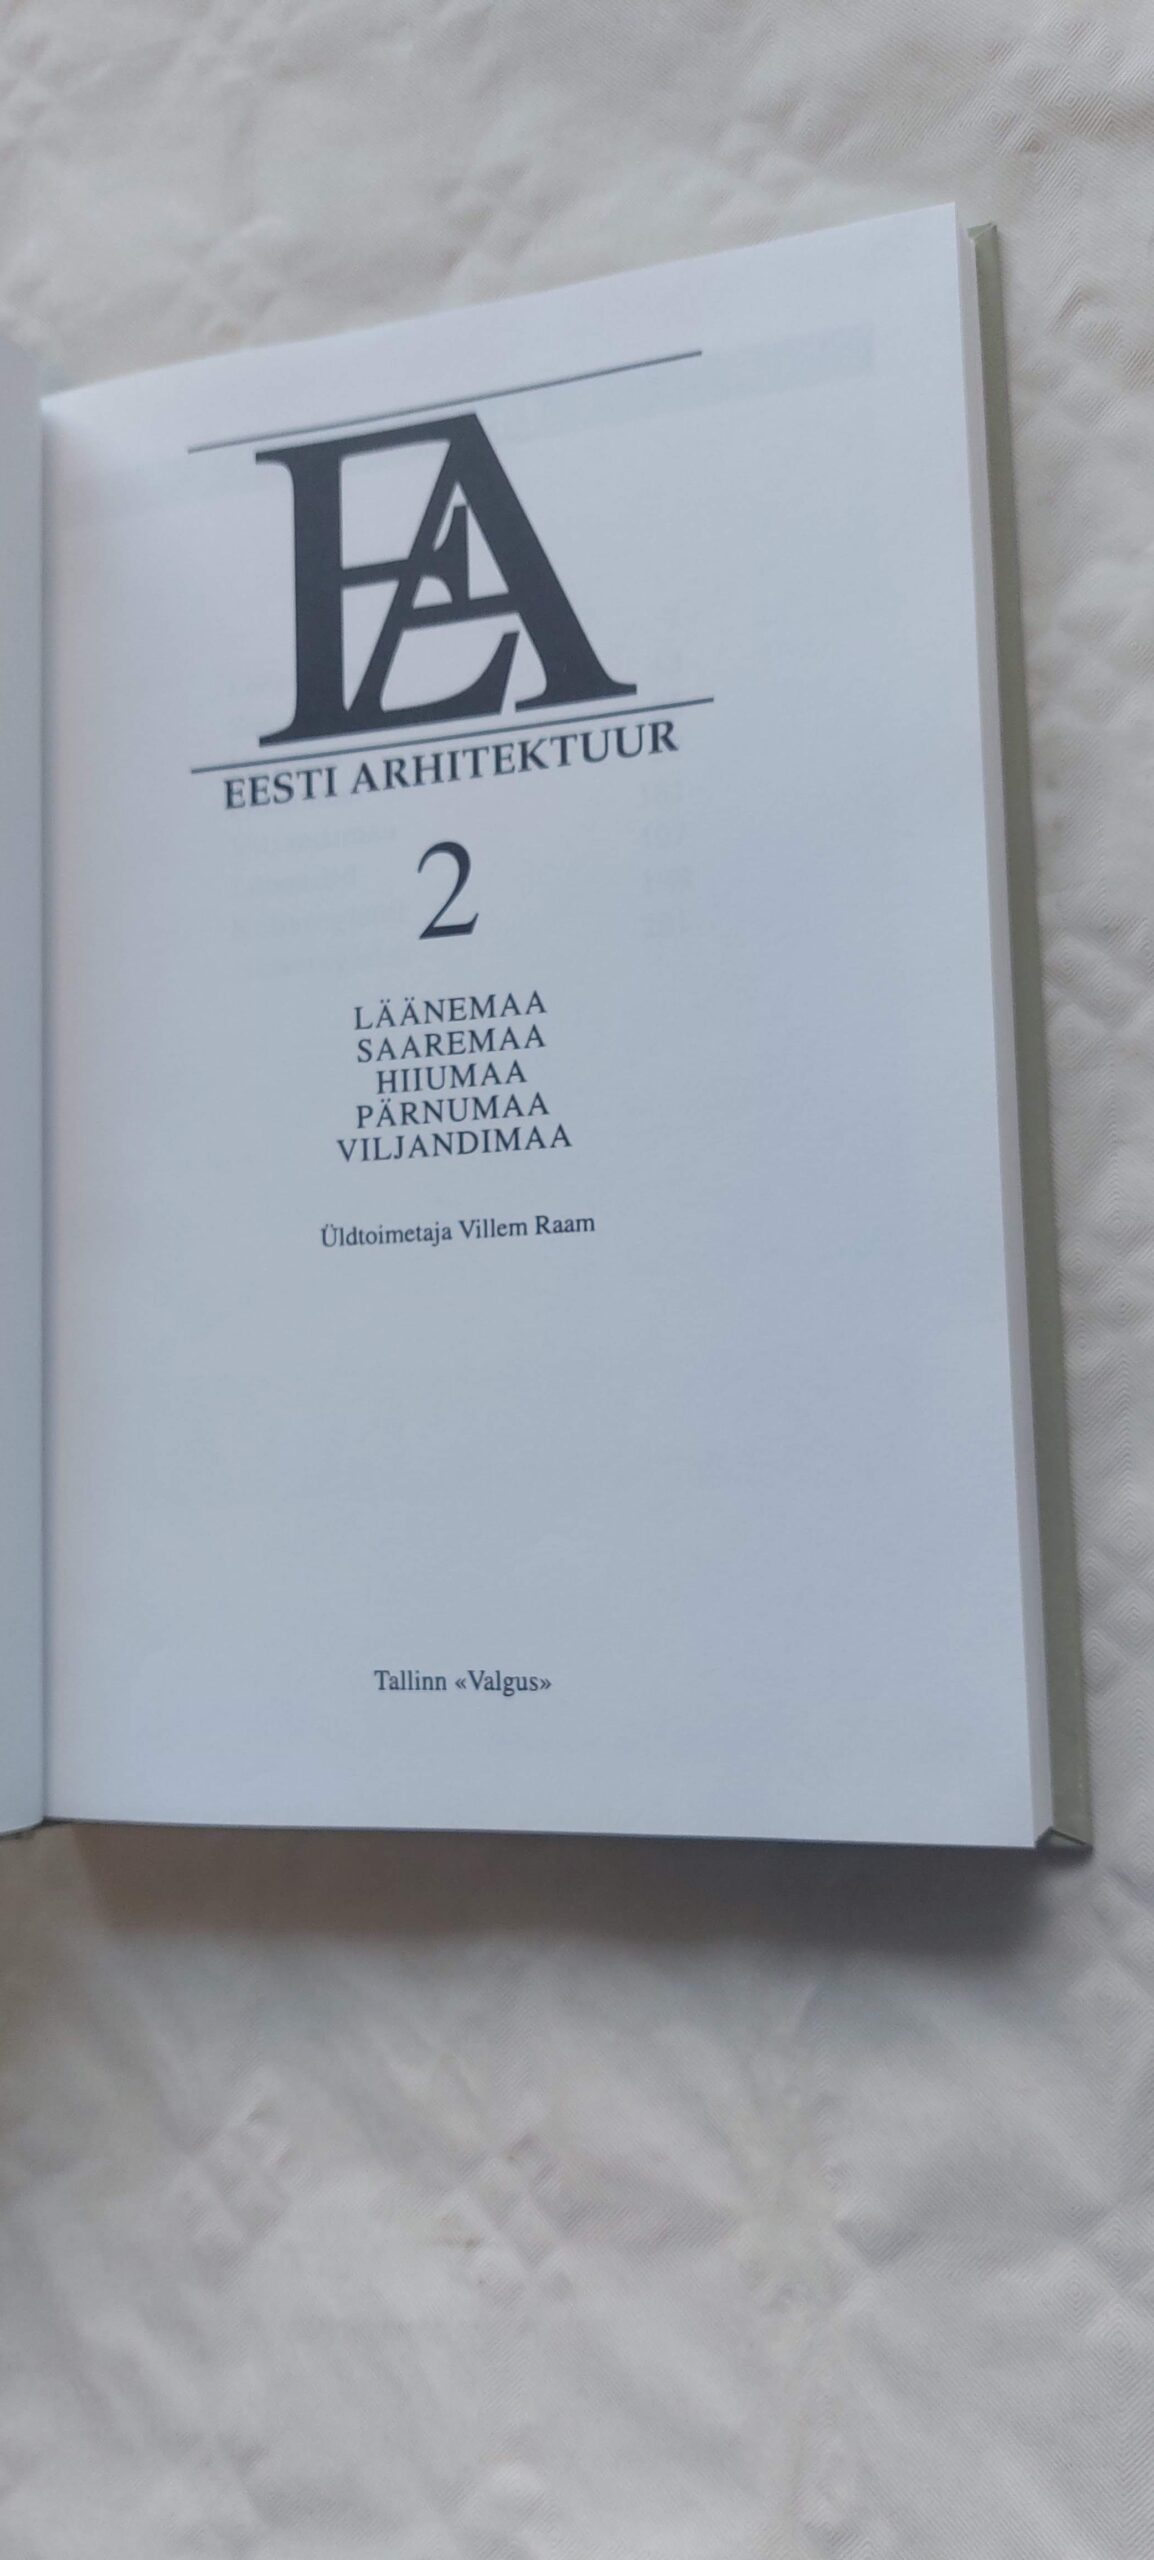 EA
EESTI ARHITEKTUUR
2
LÄÄNEMAA
SAAREMAA
HIIUMAA
PÄRNUMAA
VILJANDIMAA
Üldtoimetaja Villem Raam
Tallinn «Valgus»